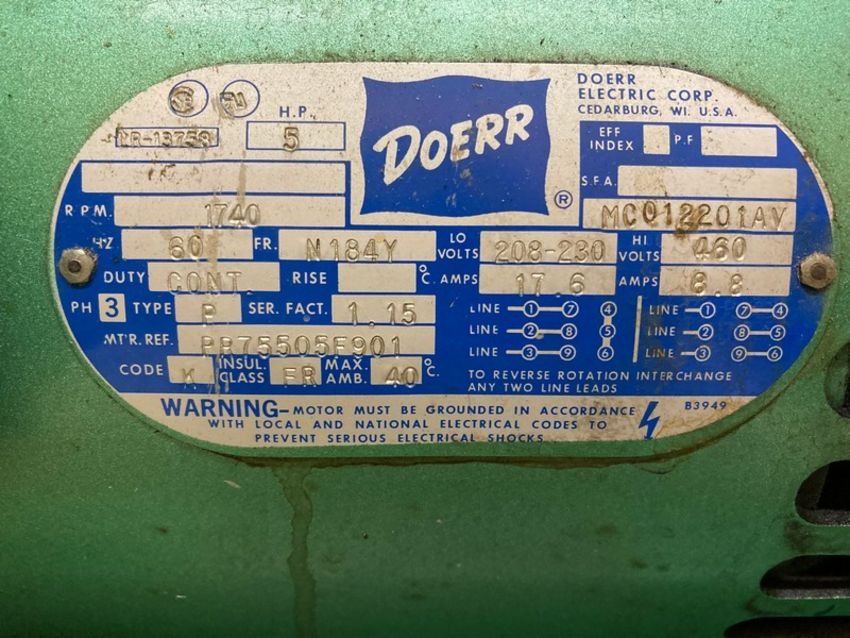 DOERR
ELECTRIC CORP.
CEDARBURG, WI. U.S.A.
H.P. 5
LR-13758
DOERR ®
EFF INDEX P.F
S.F.A.
MC012201AV
R.P.M. 1740
HZ 60 FR. N184Y LO VOLTS 208-230 HI VOLTS 460
DUTY CONT. RISE °C. AMPS 17.6 AMPS 8.8
PH 3 TYPE P SER. FACT. 1.15
MT'R. REF. PP75505F901
CODE K INSUL. CLASS FR MAX. AMB. 40 °C.
LINE 1 7 4 LINE 1 7 4
LINE 2 8 5 LINE 2 8 5
LINE 3 9 6 LINE 3 9 6
TO REVERSE ROTATION INTERCHANGE
ANY TWO LINE LEADS
WARNING-MOTOR MUST BE GROUNDED IN ACCORDANCE
WITH LOCAL AND NATIONAL ELECTRICAL CODES TO
PREVENT SERIOUS ELECTRICAL SHOCKS
B3949